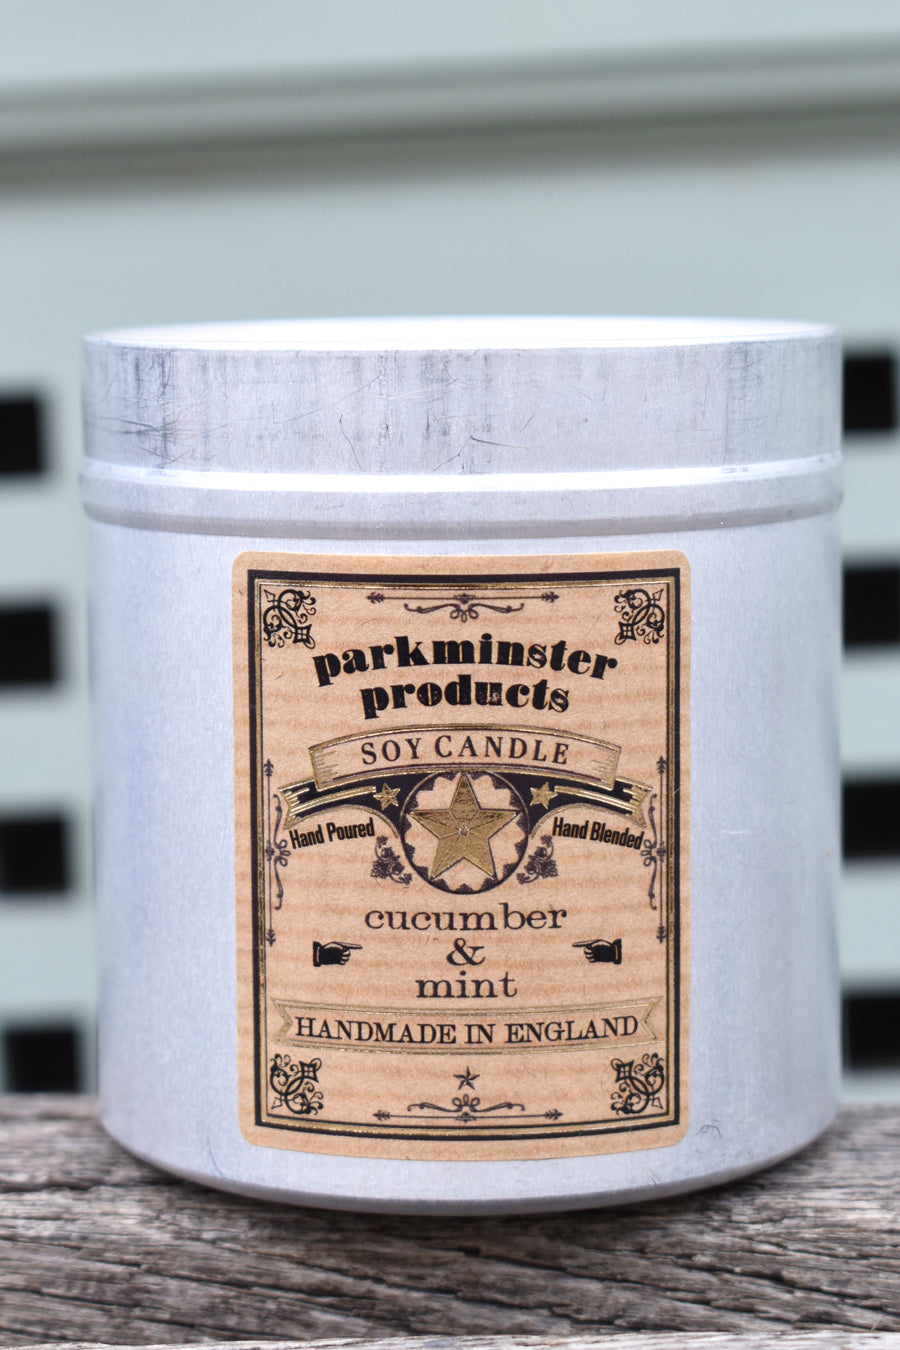 parkminster
products
SOY CANDLE
Hand Poured
Hand Blended
cucumber
&
mint
HANDMADE IN ENGLAND